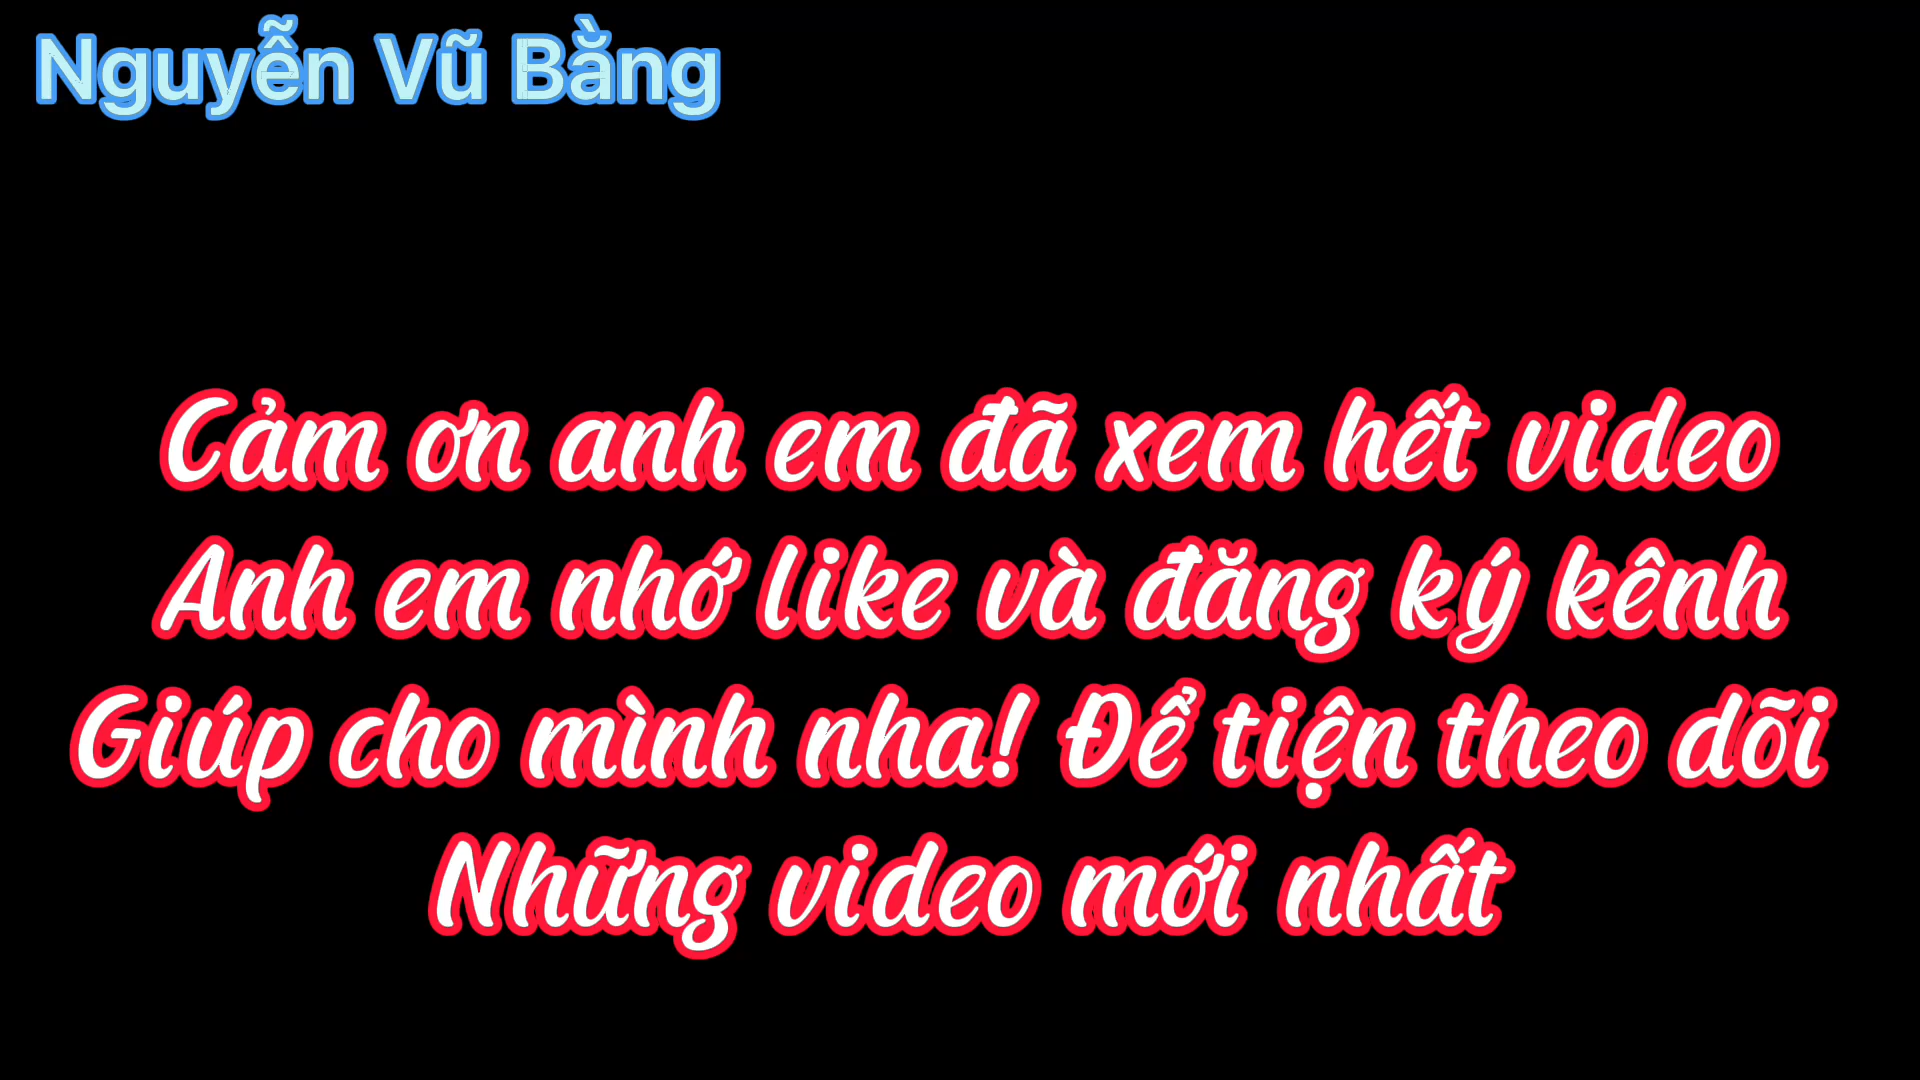 Nguyễn Vũ Bằng
Cảm ơn anh em đã xem hết video
Anh em nhớ like và đăng ký kênh
Giúp cho mình nha! Để tiện theo dõi
Những video mới nhất